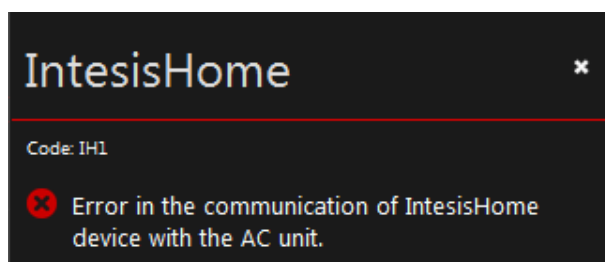 IntesisHome
Code: IH1
Error in the communication of IntesisHome
device with the AC unit.